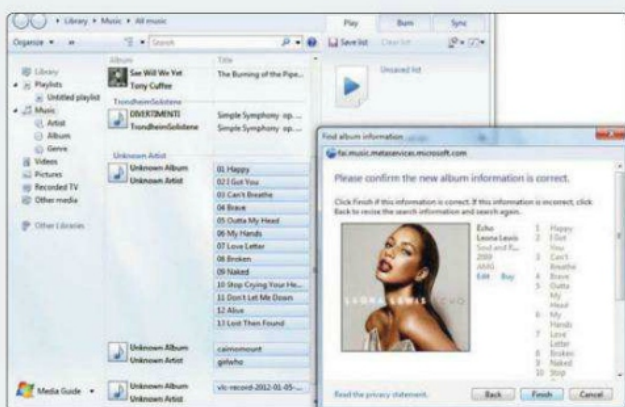 Library ▸ Music ▸ All music
Play
Burn
Sync
Organize
»
Search
Save list
Clear list
Album
Title
Library
Playlists
Untitled playlist
Music
Artist
Album
Genre
Videos
Pictures
Recorded TV
Other media
Other Libraries
See Will We Yet
The Burning of the Pipe...
Tony Cuffee
TrondheimSolistene
DIVERTIMENTI
Simple Symphony op. ...
TrondheimSolistene
Simple Symphony op. ...
Unknown Artist
Unknown Album
Unknown Artist
01 Happy
02 I Got You
03 Can't Breathe
04 Brave
05 Outta My Head
06 My Hands
07 Love Letter
08 Broken
09 Naked
10 Stop Crying Your He...
11 Don't Let Me Down
12 Alive
13 Lost Then Found
Unknown Album
Unknown Artist
caimomount
girlwho
Unknown Album
Unknown Artist
vlc-record-2012-01-05-...
Media Guide
Unsaved list
Find album information
fai.music.metaservices.microsoft.com
Please confirm the new album information is correct.
Click Finish if this information is correct. If this information is incorrect, click
Back to revise the search information and search again.
LEONA LEWIS ECHO
Echo
Leona Lewis
Soul and R...
2009
AMG
Edit Buy
1 Happy
2 I Got
You
3 Can't
Breathe
4 Brave
5 Outta
My
Head
6 My
Hands
7 Love
Letter
8 Broken
9 Naked
10 Stop
Read the privacy statement.
Back
Finish
Cancel